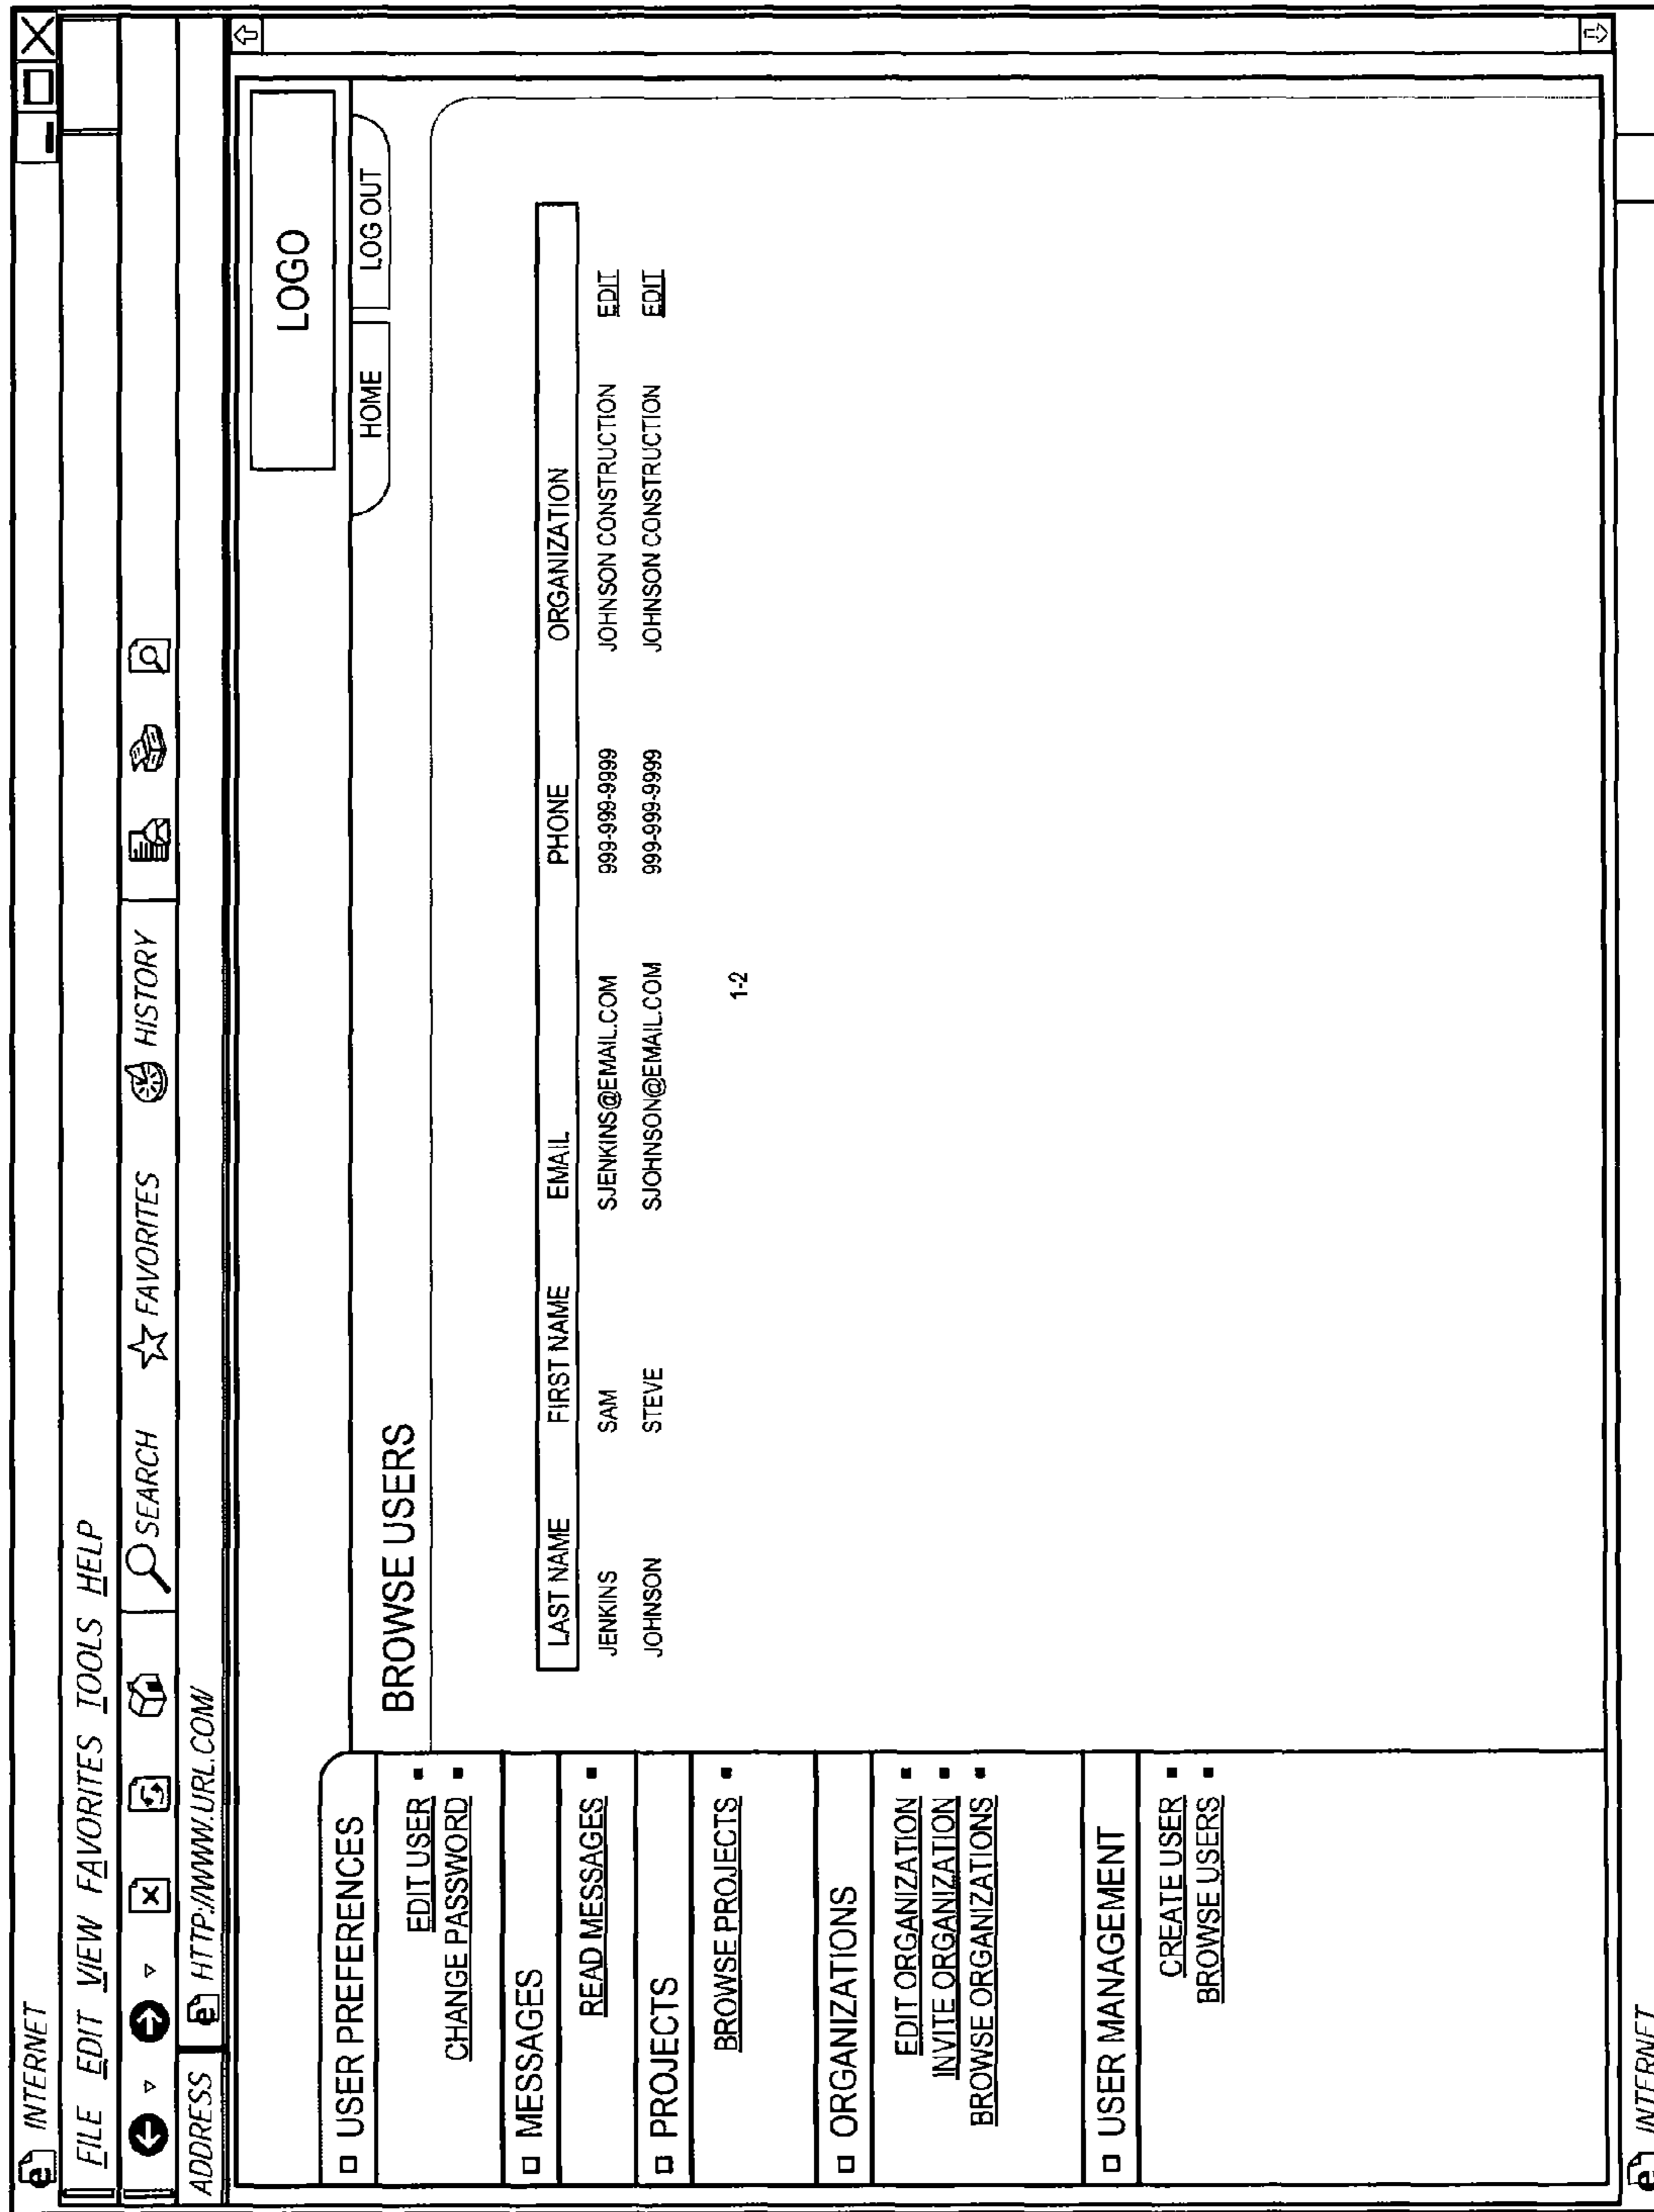 INTERNET
FILE EDIT VIEW FAVORITES TOOLS HELP
SEARCH FAVORITES HISTORY
ADDRESS HTTP://WWW.URL.COM/
LOGO
HOME LOG OUT
USER PREFERENCES
EDIT USER
CHANGE PASSWORD
MESSAGES
READ MESSAGES
PROJECTS
BROWSE PROJECTS
ORGANIZATIONS
EDIT ORGANIZATION
INVITE ORGANIZATION
BROWSE ORGANIZATIONS
USER MANAGEMENT
CREATE USER
BROWSE USERS
BROWSE USERS
LAST NAME FIRST NAME EMAIL PHONE ORGANIZATION
JENKINS SAM SJENKINS@EMAIL.COM 999-999-9999 JOHNSON CONSTRUCTION EDIT
JOHNSON STEVE SJOHNSON@EMAIL.COM 999-999-9999 JOHNSON CONSTRUCTION EDIT
1-2
INTERNET